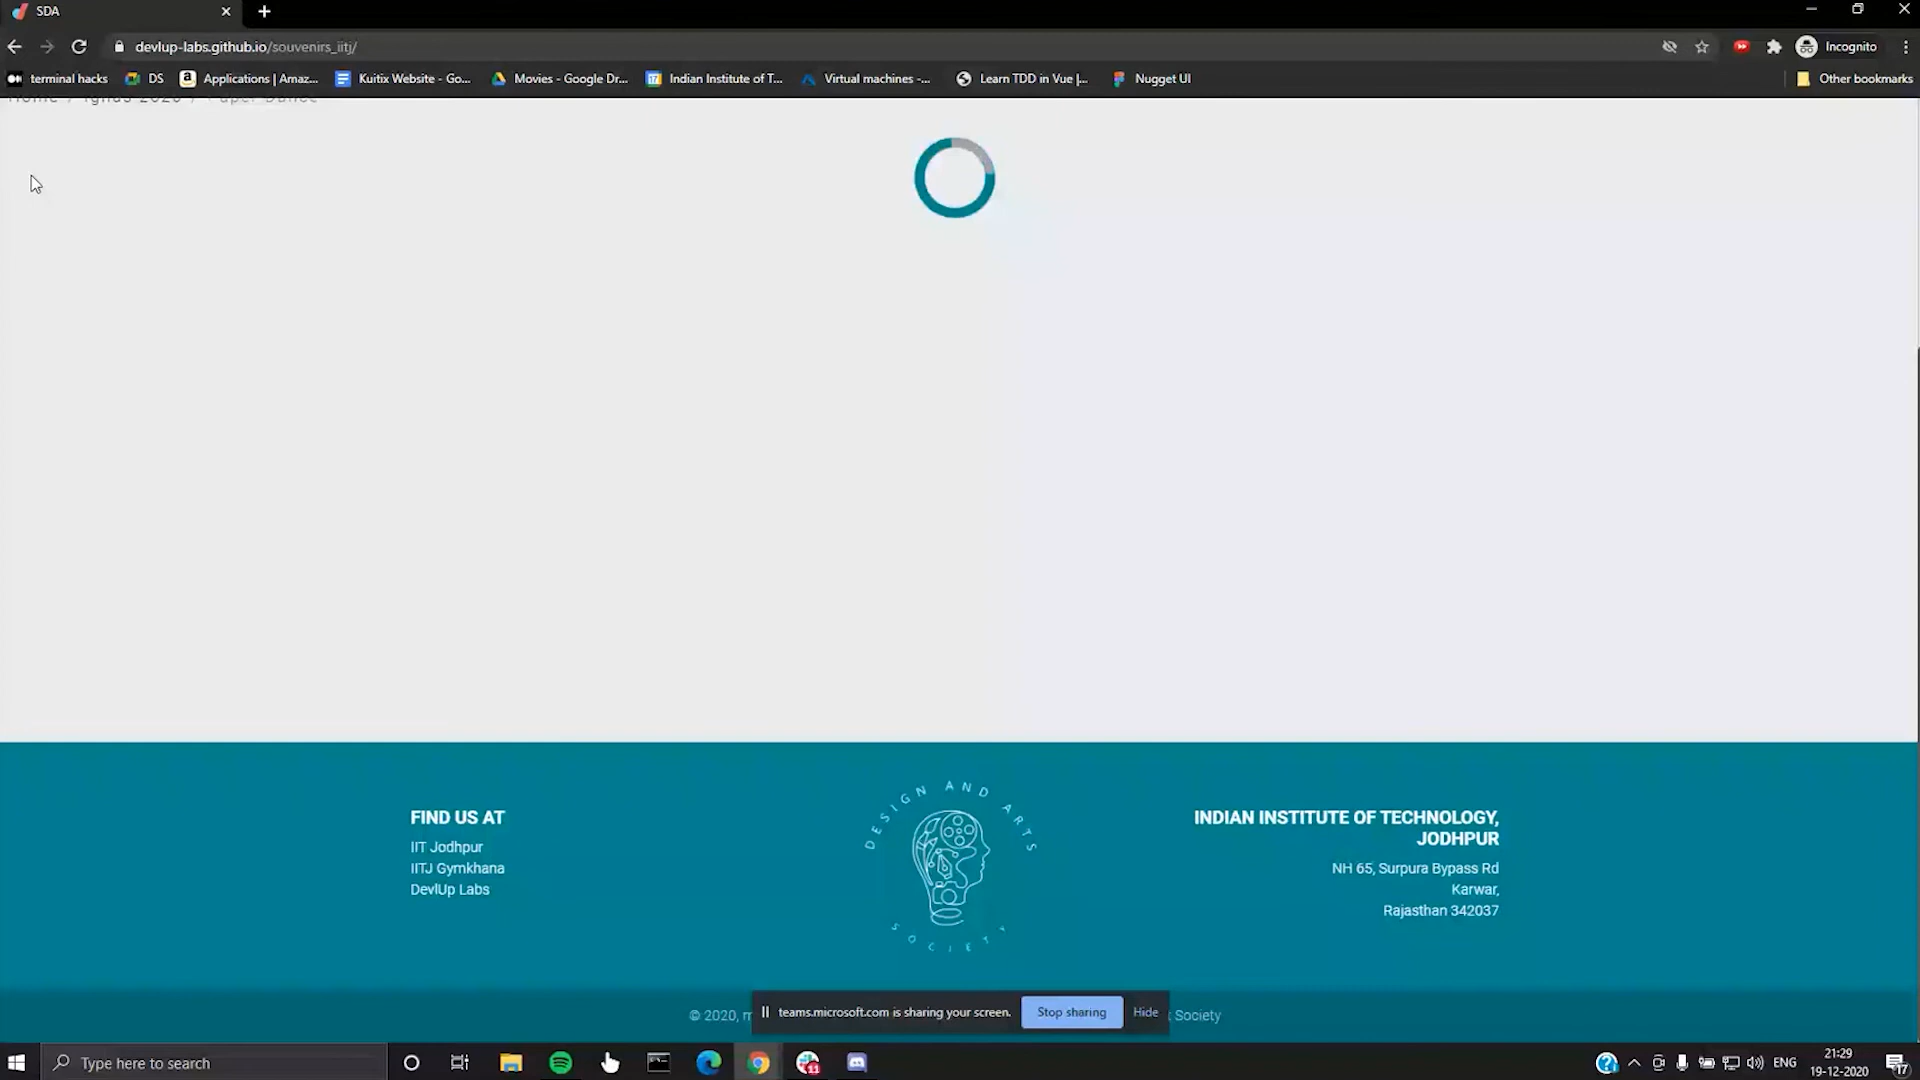 SDA
devlup-labs.github.io/souvenirs_iitj/
Incognito
terminal hacks
DS
Applications | Amaz...
Kuitix Website - Go...
Movies - Google Dr...
Indian Institute of T...
Virtual machines -...
Learn TDD in Vue |...
Nugget UI
Other bookmarks
FIND US AT
IIT Jodhpur
IITJ Gymkhana
DevlUp Labs
DESIGN AND ARTS
SOCIETY
INDIAN INSTITUTE OF TECHNOLOGY,
JODHPUR
NH 65, Surpura Bypass Rd
Karwar,
Rajasthan 342037
© 2020,
Society
teams.microsoft.com is sharing your screen.
Stop sharing
Hide
Type here to search
11
ENG
21:29
19-12-2020
17